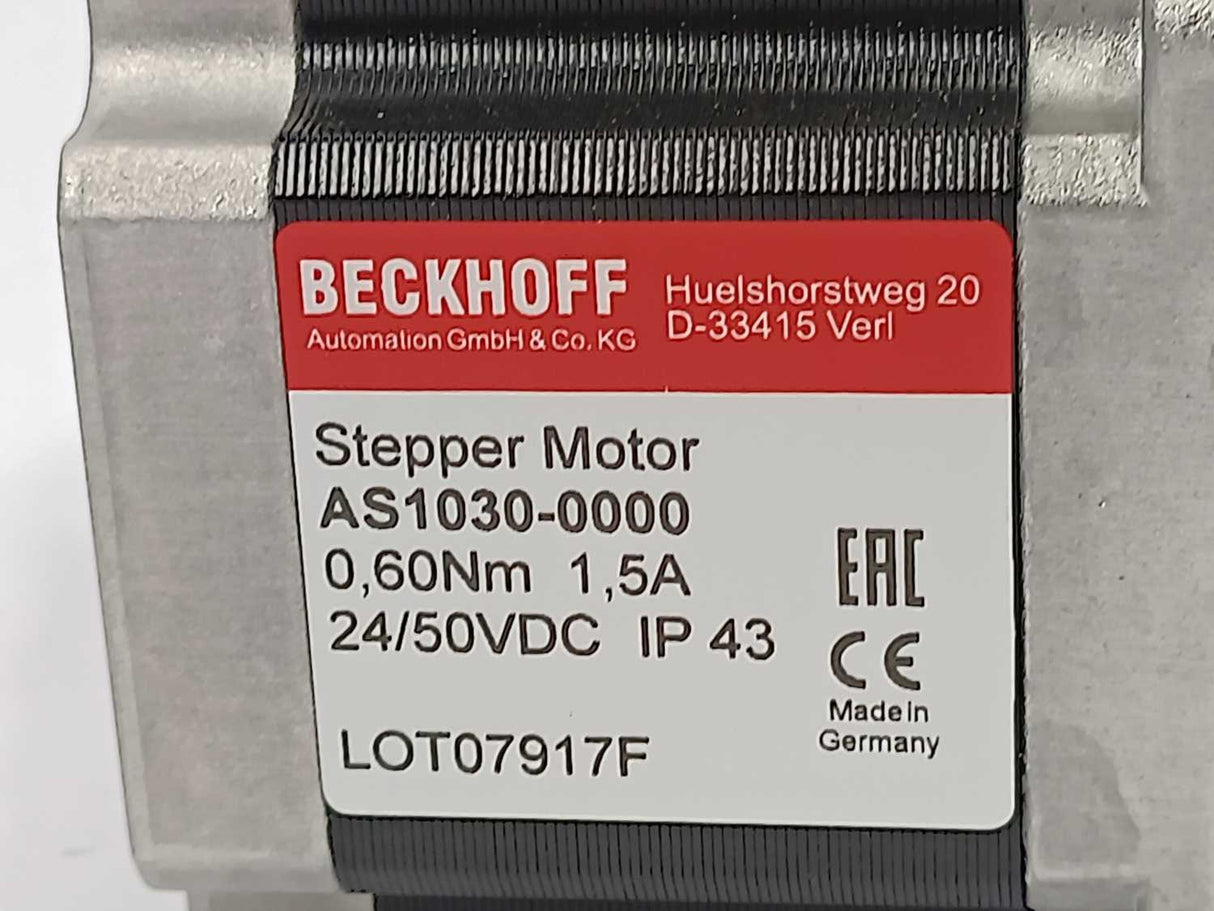 BECKHOFF
Automation GmbH & Co. KG
Huelshorstweg 20
D-33415 Verl
Stepper Motor
AS1030-0000
0,60Nm 1,5A
24/50VDC IP 43
LOT07917F
EAC
CE
Made in
Germany